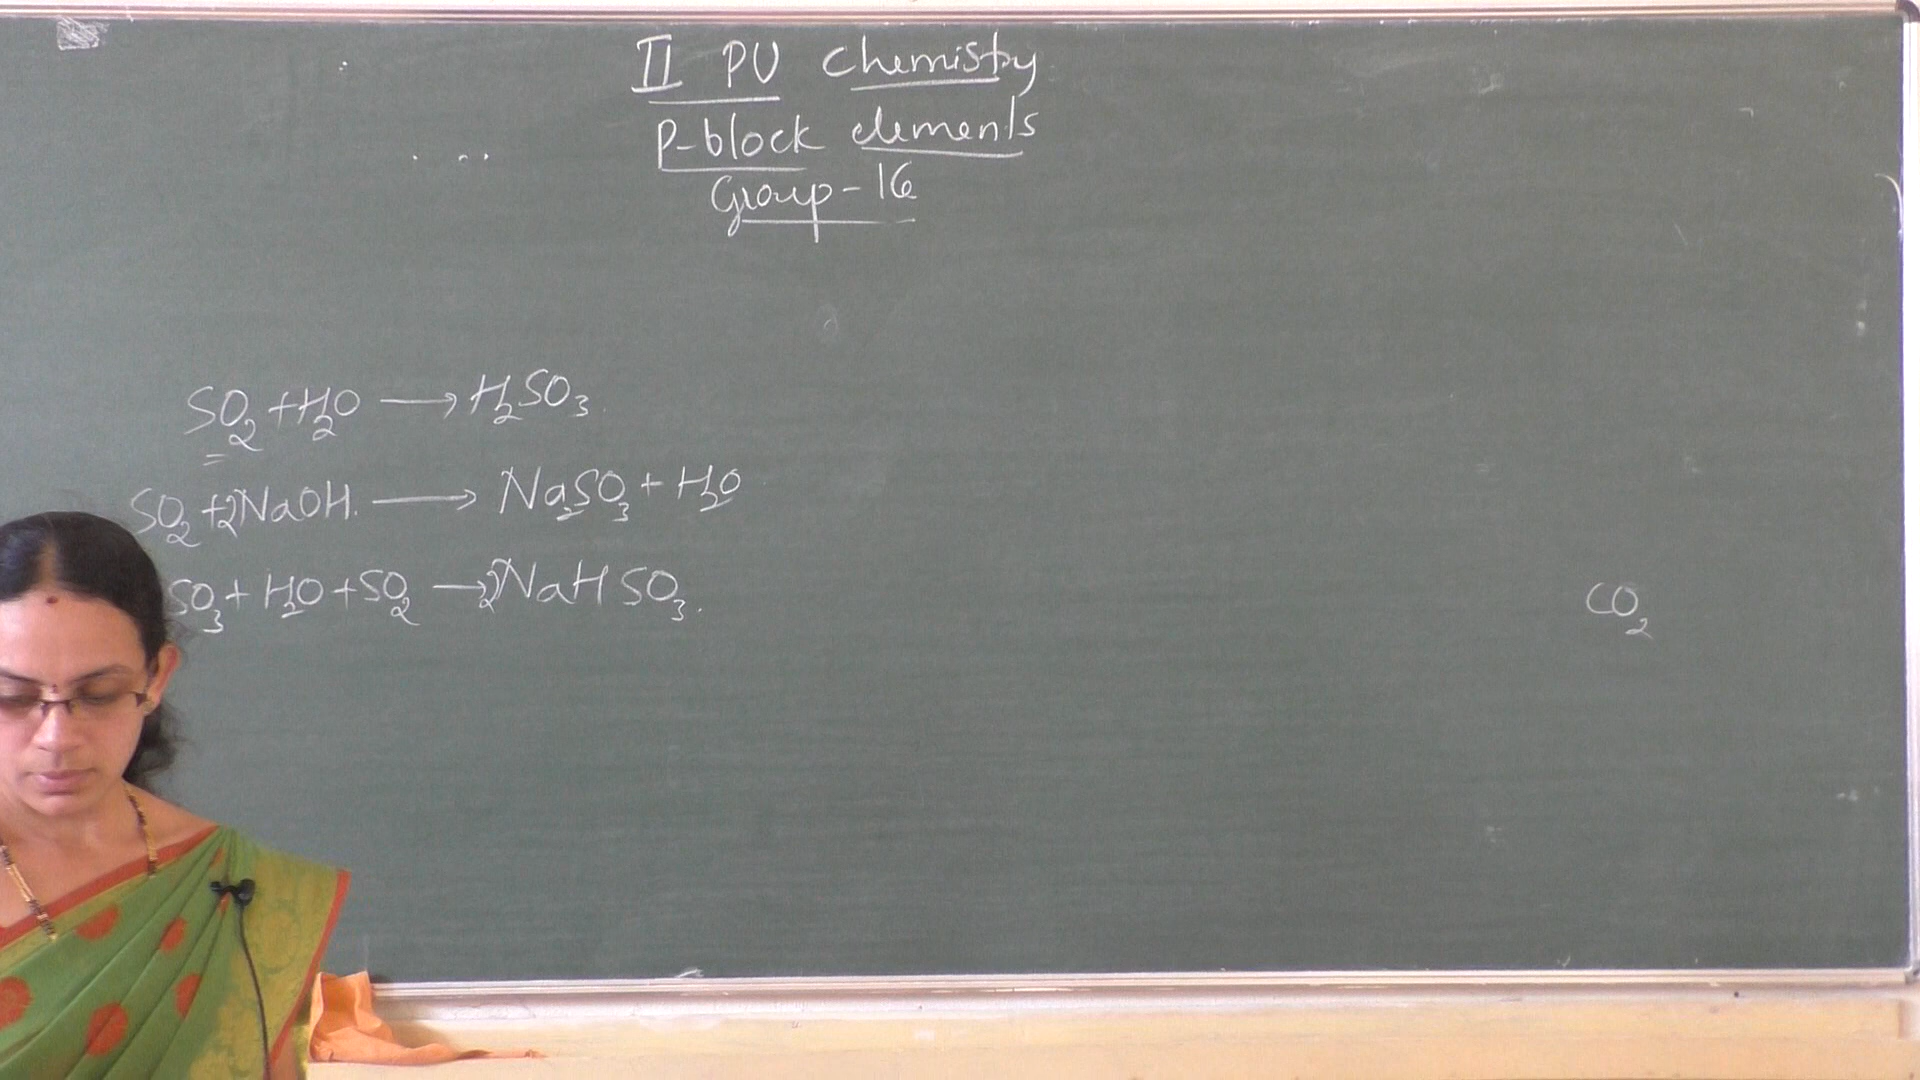 II PU Chemistry
P-block elements
Group-16
SO₂ + H₂O ⟶ H₂SO₃
SO₂ + 2NaOH. ⟶ Na₂SO₃ + H₂O
SO₃ + H₂O + SO₂ ⟶ 2NaHSO₃.
CO₂